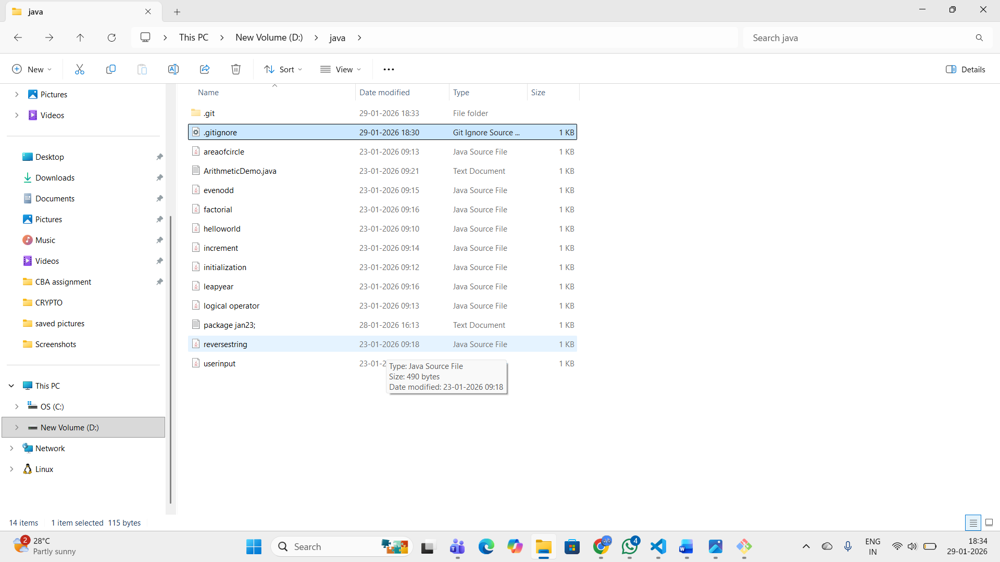 java
This PC
New Volume (D:)
java
Search java
New
Sort
View
Details
Pictures
Videos
Desktop
Downloads
Documents
Pictures
Music
Videos
CBA assignment
CRYPTO
saved pictures
Screenshots
This PC
OS (C:)
New Volume (D:)
Network
Linux
Name Date modified Type Size
.git 29-01-2026 18:33 File folder
.gitignore 29-01-2026 18:30 Git Ignore Source ... 1 KB
areaofcircle 23-01-2026 09:13 Java Source File 1 KB
ArithmeticDemo.java 23-01-2026 09:21 Text Document 1 KB
evenodd 23-01-2026 09:15 Java Source File 1 KB
factorial 23-01-2026 09:16 Java Source File 1 KB
helloworld 23-01-2026 09:10 Java Source File 1 KB
increment 23-01-2026 09:14 Java Source File 1 KB
initialization 23-01-2026 09:12 Java Source File 1 KB
leapyear 23-01-2026 09:16 Java Source File 1 KB
logical operator 23-01-2026 09:13 Java Source File 1 KB
package jan23; 28-01-2026 16:13 Text Document 1 KB
reversestring 23-01-2026 09:18 Java Source File 1 KB
userinput 23-01-2 1 KB
Type: Java Source File
Size: 490 bytes
Date modified: 23-01-2026 09:18
14 items 1 item selected 115 bytes
2
28°C
Partly sunny
Search
4
ENG
IN
18:34
29-01-2026